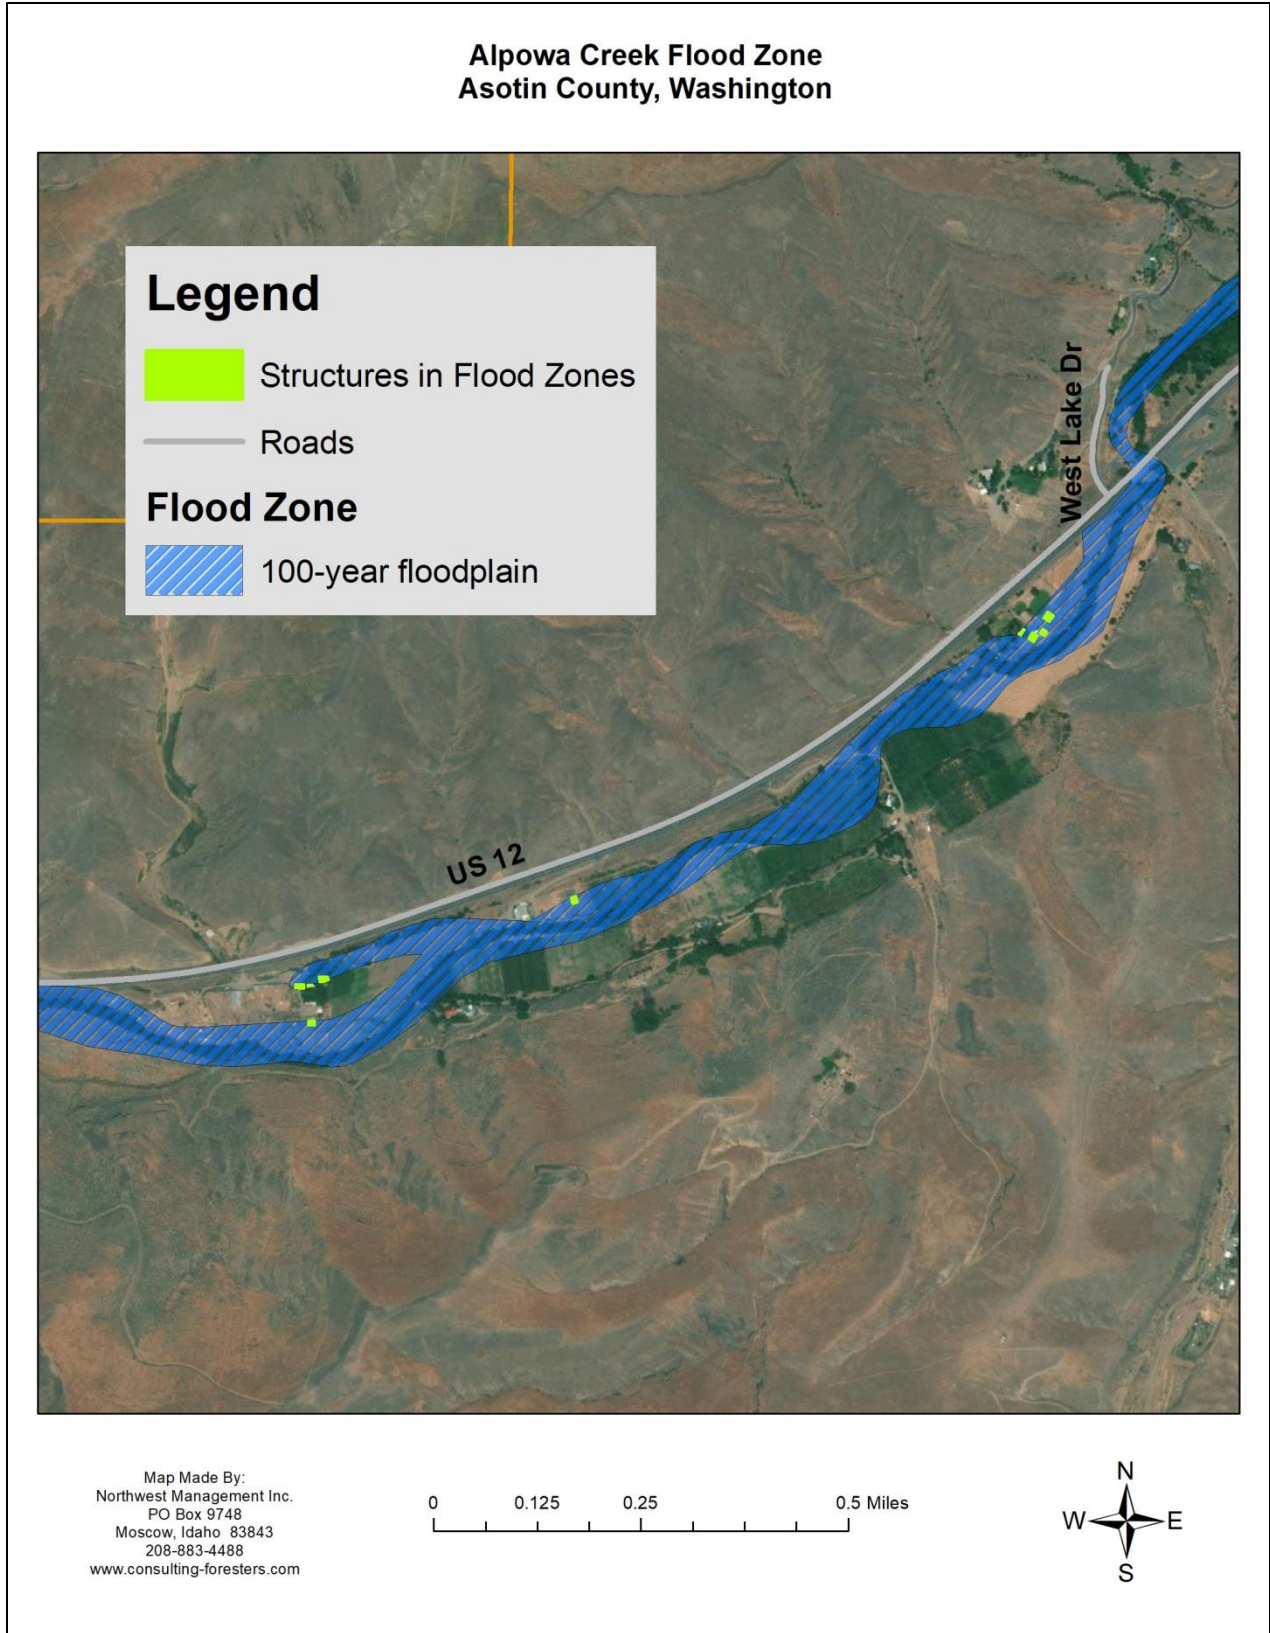 Alpowa Creek Flood Zone
Asotin County, Washington
Legend
Structures in Flood Zones
Roads
Flood Zone
100-year floodplain
West Lake Dr
US 12
Map Made By:
Northwest Management Inc.
PO Box 9748
Moscow, Idaho  83843
208-883-4488
www.consulting-foresters.com
0 0.125 0.25 0.5 Miles
N
W E
S